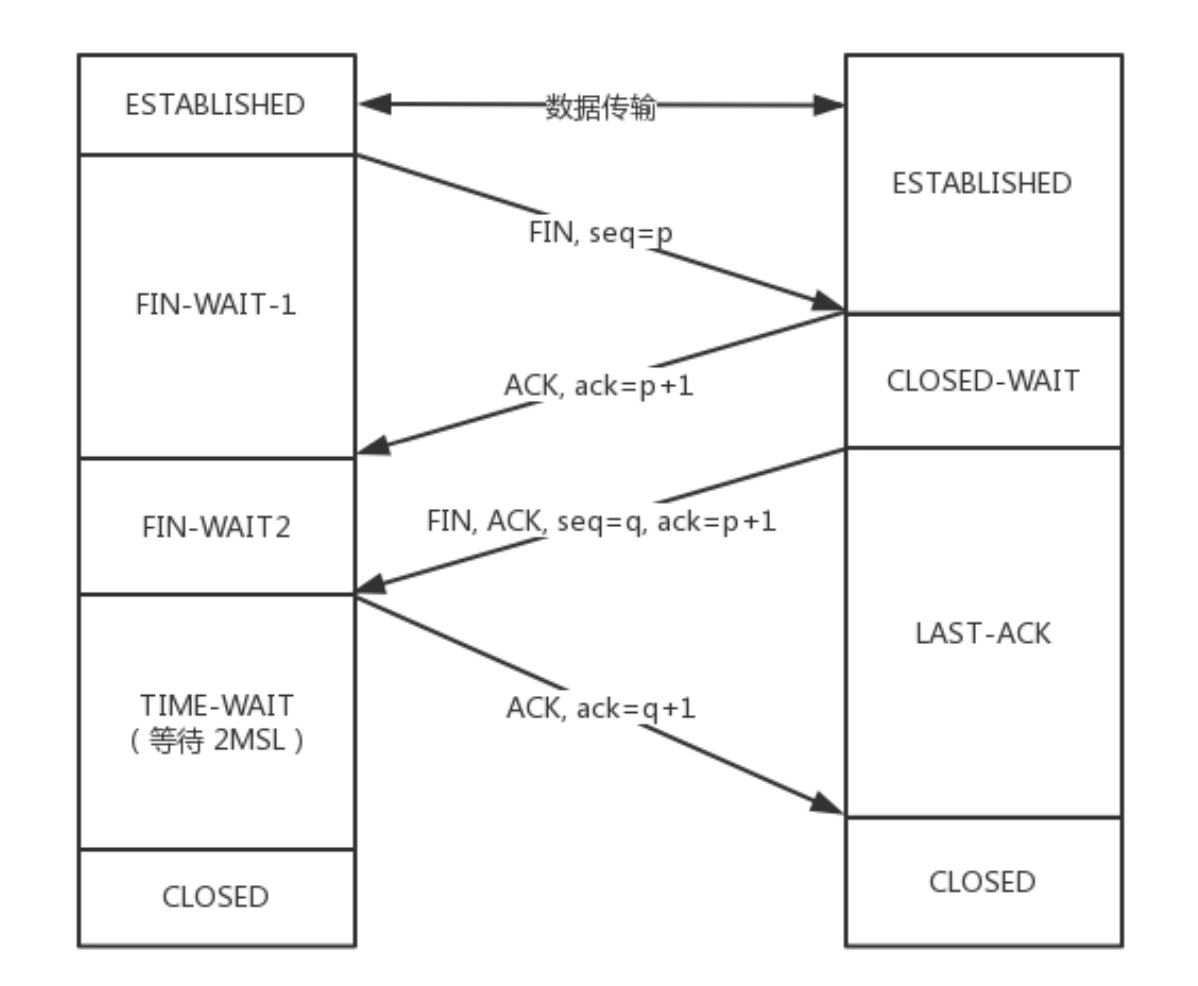 ESTABLISHED
数据传输
ESTABLISHED
FIN, seq=p
FIN-WAIT-1
ACK, ack=p+1
CLOSED-WAIT
FIN-WAIT2
FIN, ACK, seq=q, ack=p+1
LAST-ACK
TIME-WAIT
（等待 2MSL）
ACK, ack=q+1
CLOSED
CLOSED